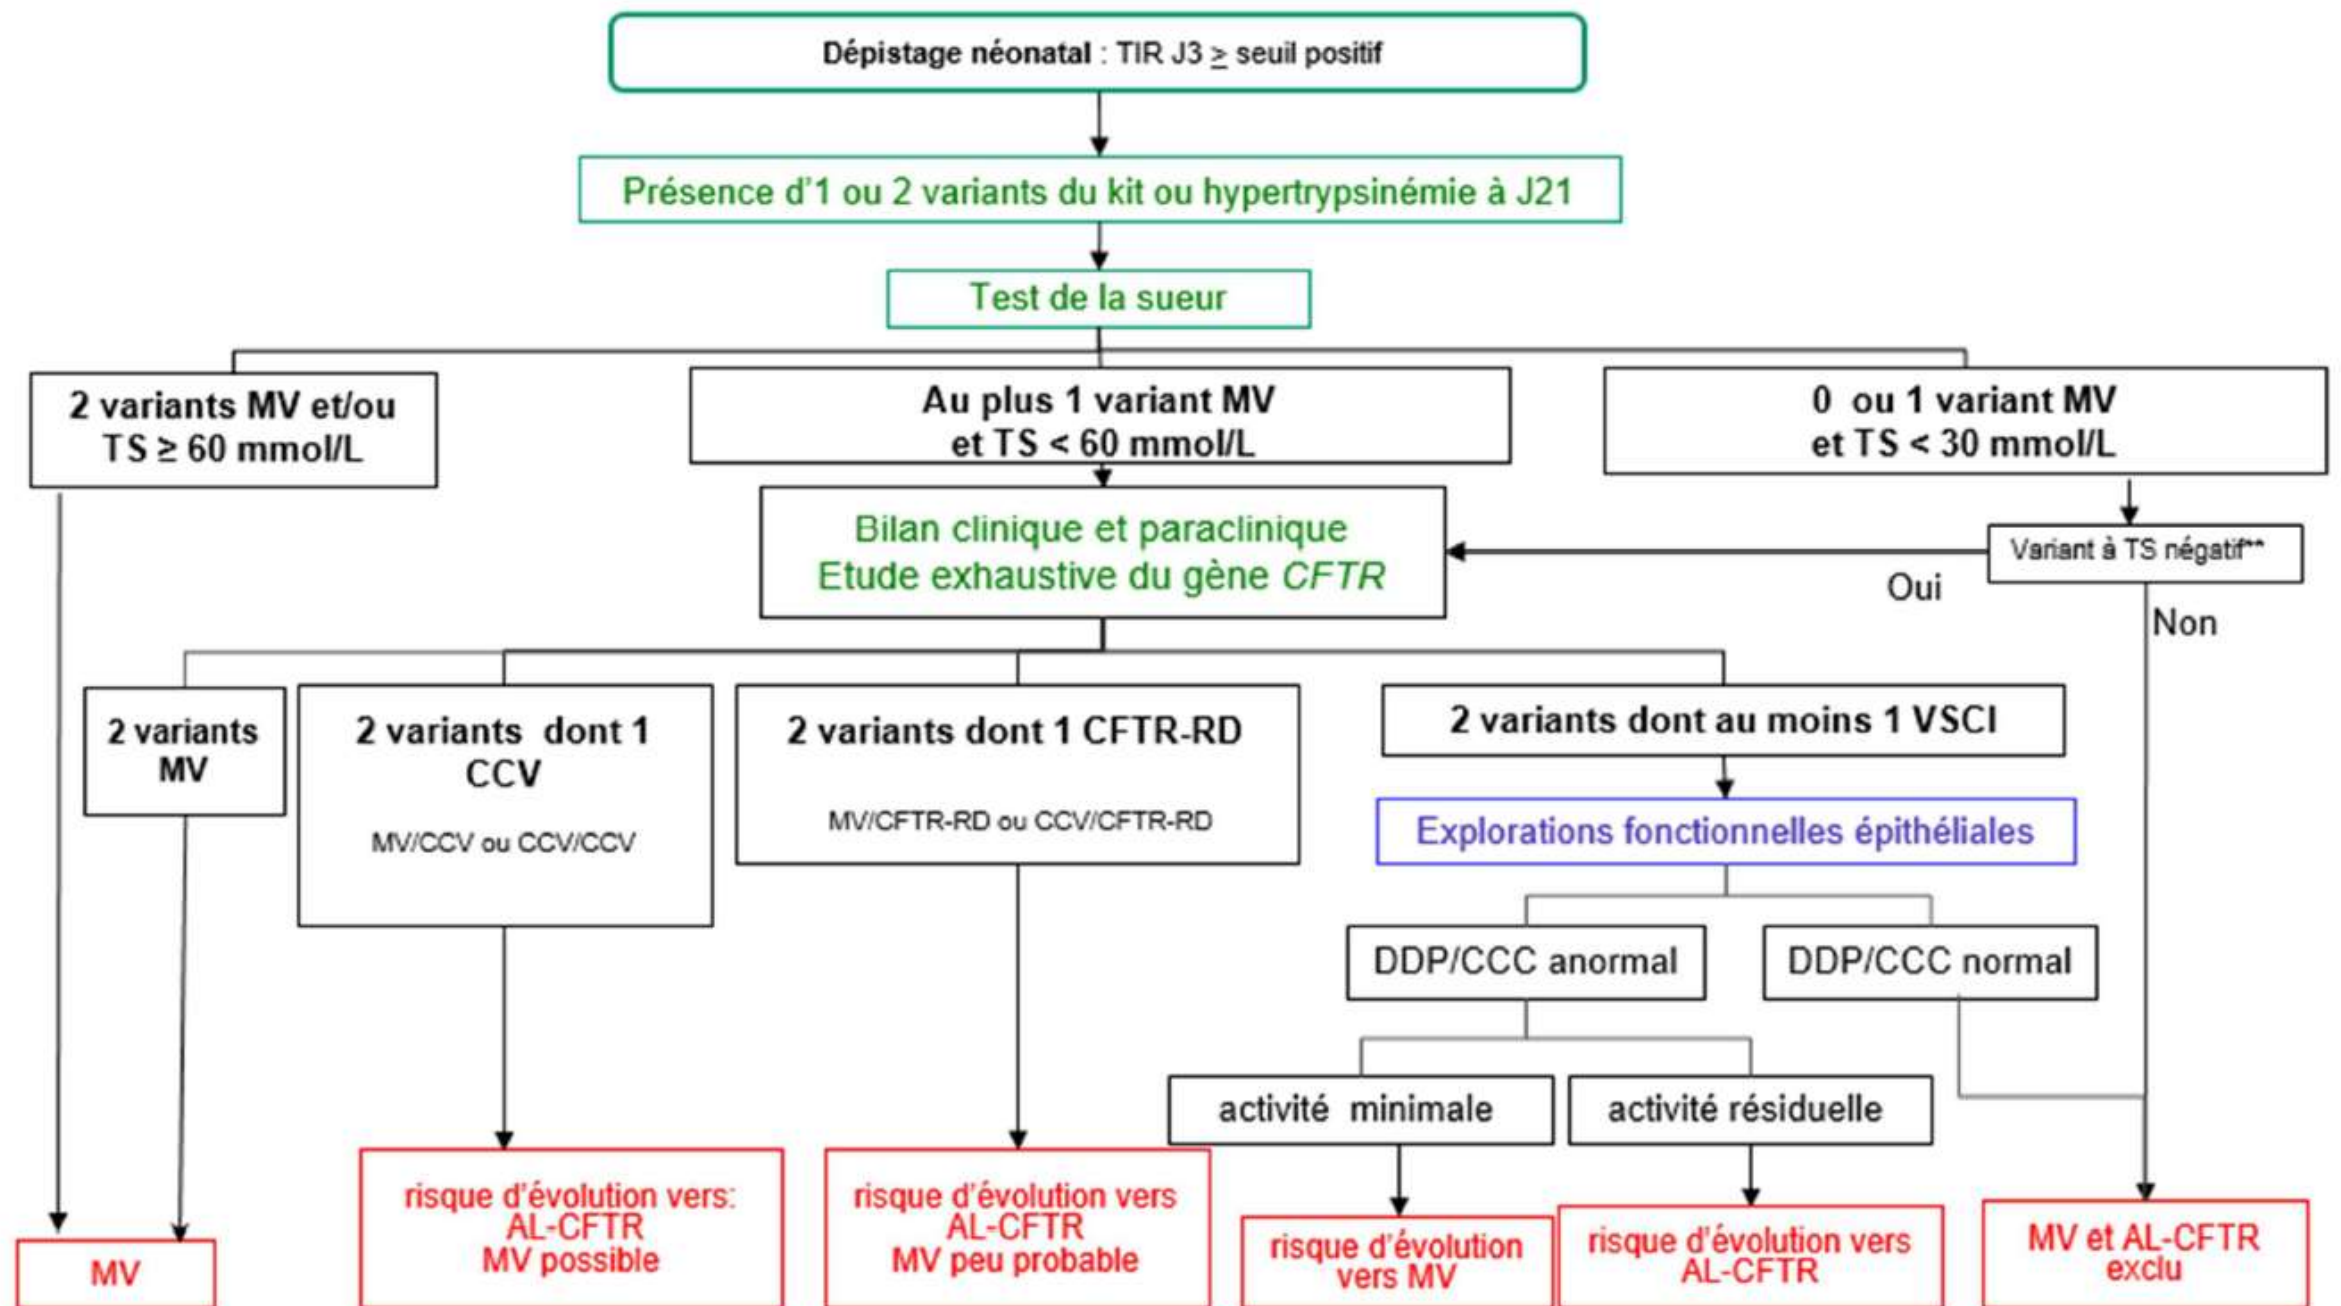 Dépistage néonatal : TIR J3 ≥ seuil positif
Présence d'1 ou 2 variants du kit ou hypertrypsinémie à J21
Test de la sueur
2 variants MV et/ou
TS ≥ 60 mmol/L
Au plus 1 variant MV
et TS < 60 mmol/L
0 ou 1 variant MV
et TS < 30 mmol/L
Bilan clinique et paraclinique
Etude exhaustive du gène CFTR
Variant à TS négatif**
Oui
Non
2 variants
MV
2 variants dont 1
CCV
MV/CCV ou CCV/CCV
2 variants dont 1 CFTR-RD
MV/CFTR-RD ou CCV/CFTR-RD
2 variants dont au moins 1 VSCI
Explorations fonctionnelles épithéliales
DDP/CCC anormal
DDP/CCC normal
activité minimale
activité résiduelle
MV
risque d'évolution vers:
AL-CFTR
MV possible
risque d'évolution vers
AL-CFTR
MV peu probable
risque d'évolution
vers MV
risque d'évolution vers
AL-CFTR
MV et AL-CFTR
exclu